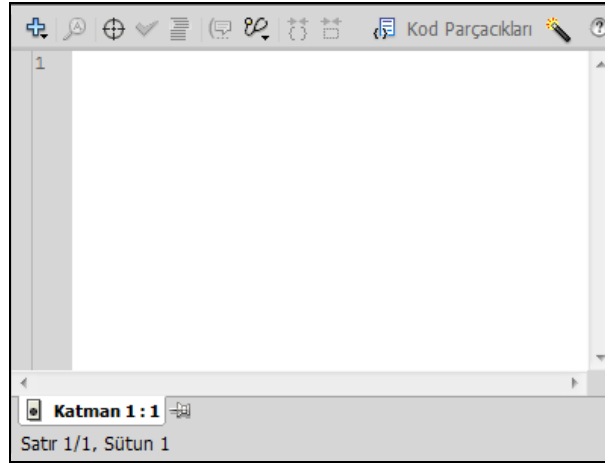 Kod Parçacıkları
1
Katman 1 : 1
Satır 1/1, Sütun 1